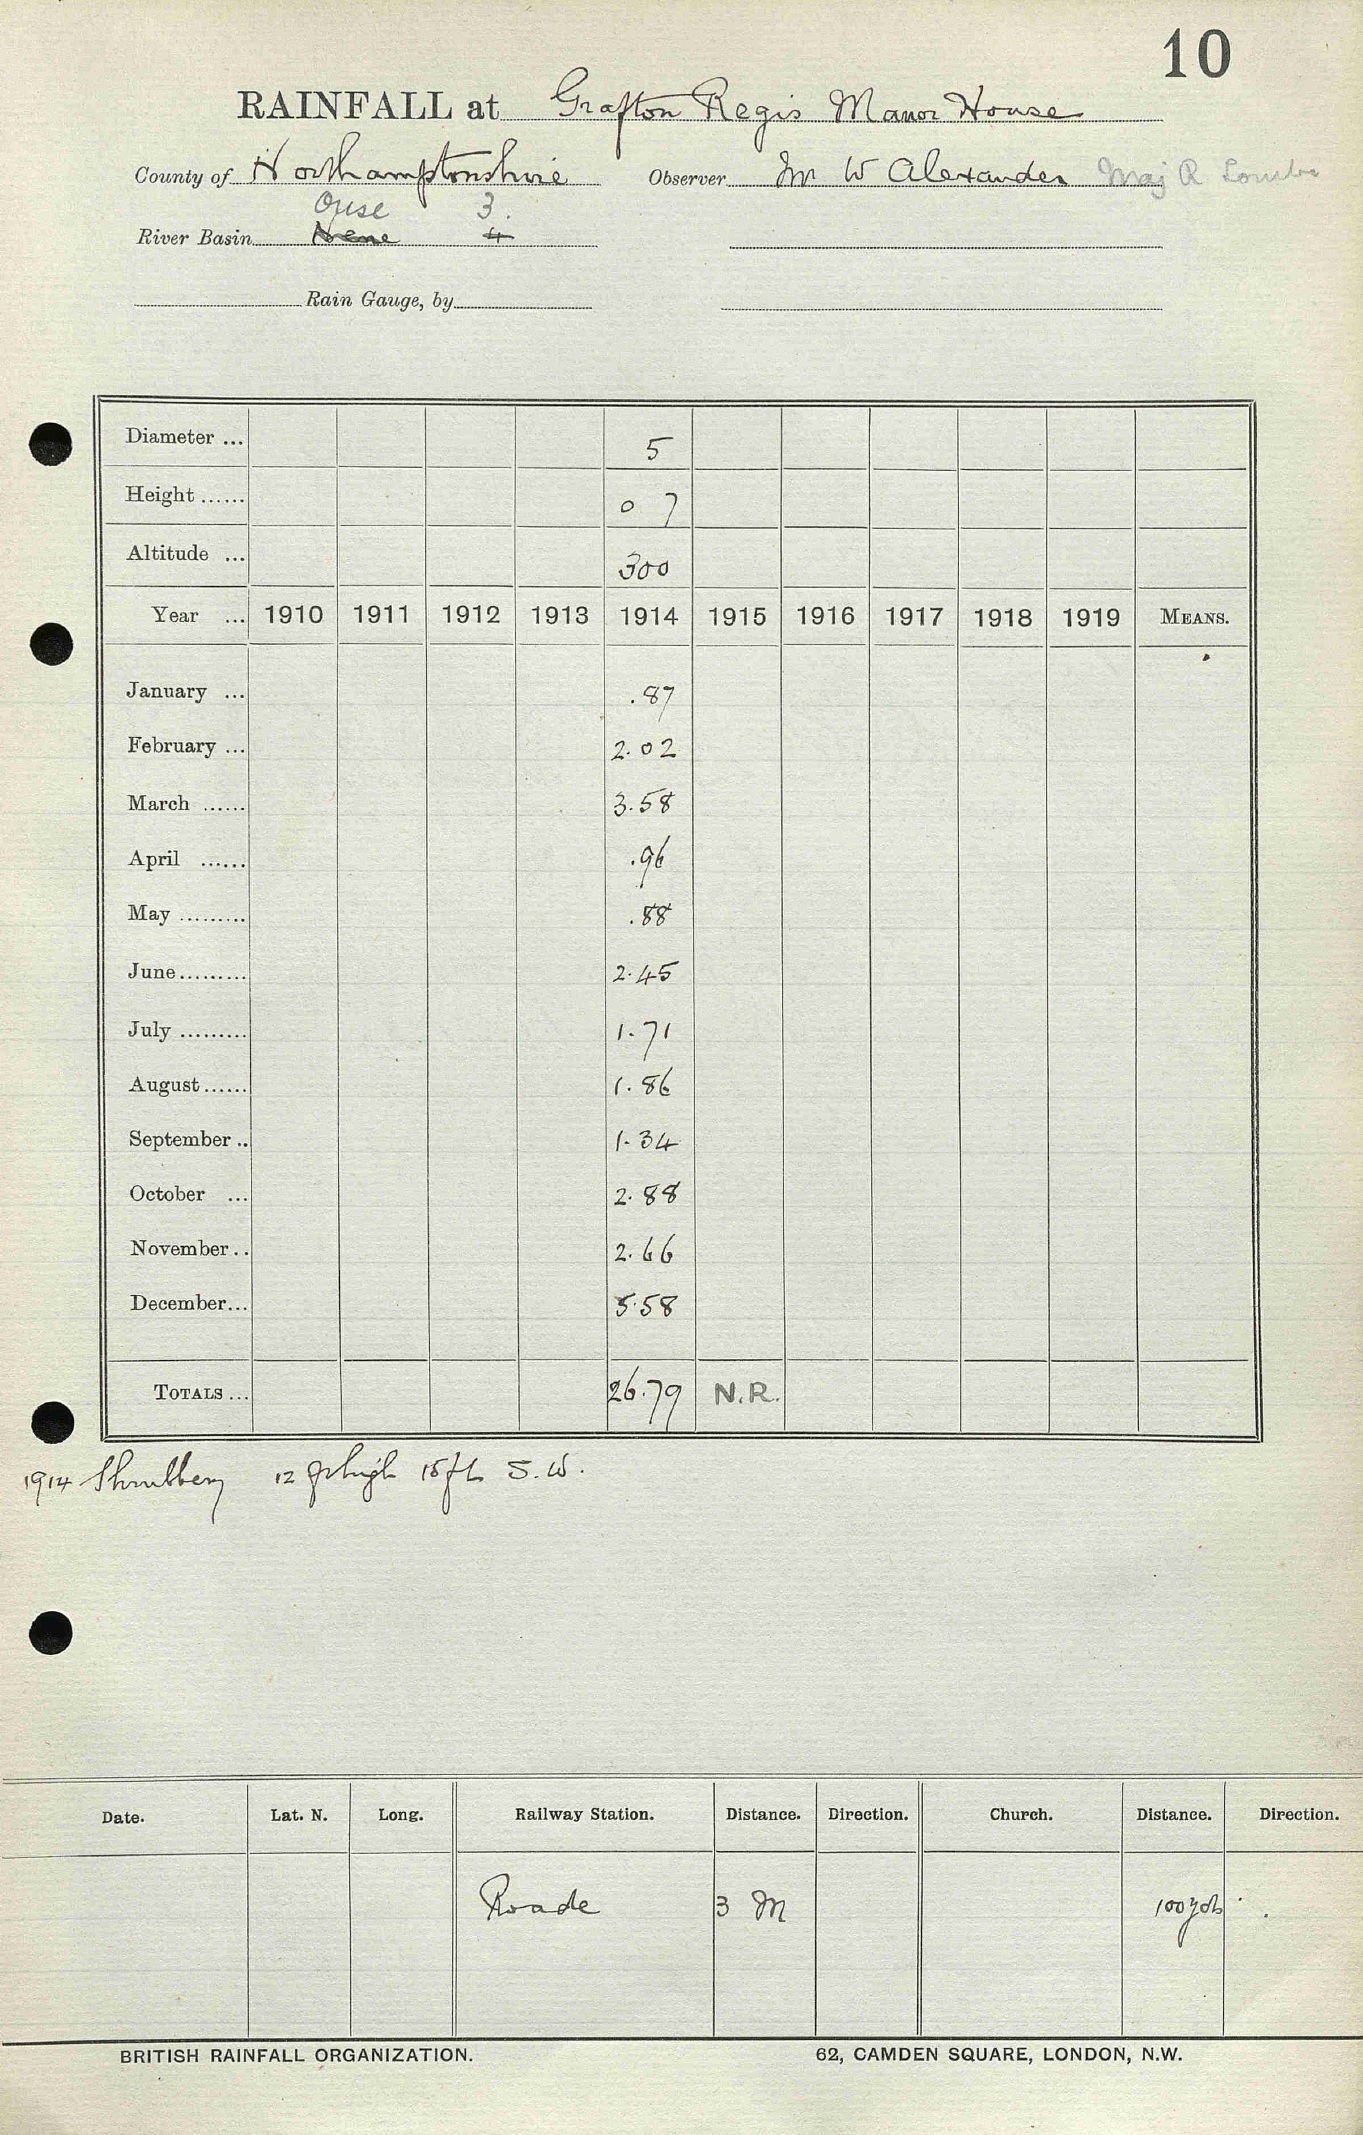 10
RAINFALL at Grafton Regis Manor House
County of Northamptonshire Observer Mr W Alexander Maj R
Ouse 3.
River Basin Nene 4
Rain Gauge, by
Diameter ... 5
Height ...... 0 7
Altitude ... 300
Year ... 1910 1911 1912 1913 1914 1915 1916 1917 1918 1919 MEANS.
January ... .87
February ... 2.02
March ...... 3.58
April ...... .96
May ......... .88
June......... 2.45
July ......... 1.71
August...... 1.86
September .. 1.34
October ... 2.88
November .. 2.66
December... 5.58
TOTALS ... 26.79 N.R.
1914 Shrubbery 12 ft high 15ft S.W.
Date. Lat. N. Long. Railway Station. Distance. Direction. Church. Distance. Direction.
Roade 3 M 100 yds
BRITISH RAINFALL ORGANIZATION. 62, CAMDEN SQUARE, LONDON, N.W.